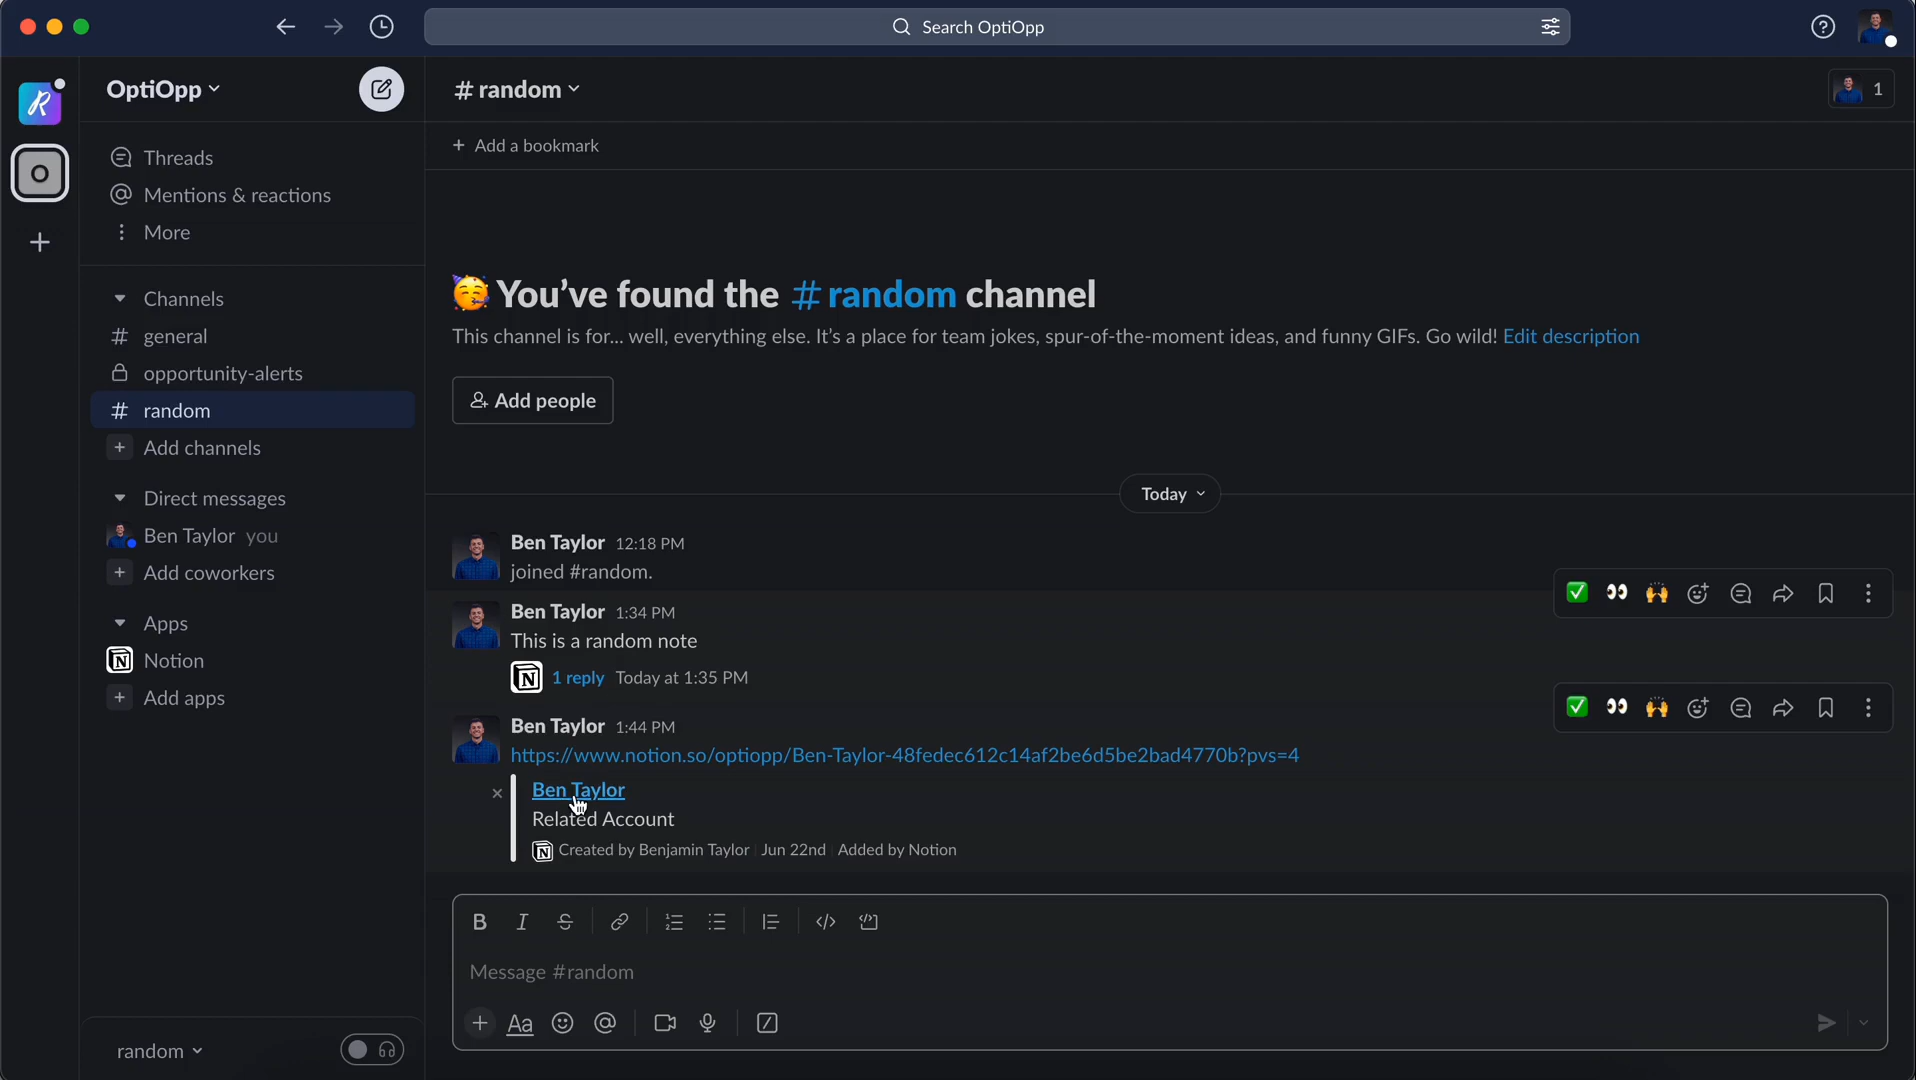 Search OptiOpp
OptiOpp
# random
1
+ Add a bookmark
O
Threads
Mentions & reactions
More
Channels
# general
opportunity-alerts
# random
+ Add channels
Direct messages
Ben Taylor you
+ Add coworkers
Apps
Notion
+ Add apps
random
You've found the # random channel
This channel is for... well, everything else. It's a place for team jokes, spur-of-the-moment ideas, and funny GIFs. Go wild! Edit description
Add people
Today
Ben Taylor 12:18 PM
joined #random.
Ben Taylor 1:34 PM
This is a random note
1 reply Today at 1:35 PM
Ben Taylor 1:44 PM
https://www.notion.so/optiopp/Ben-Taylor-48fedec612c14af2be6d5be2bad4770b?pvs=4
Ben Taylor
Related Account
Created by Benjamin Taylor Jun 22nd Added by Notion
B I S
Message #random
+ Aa @